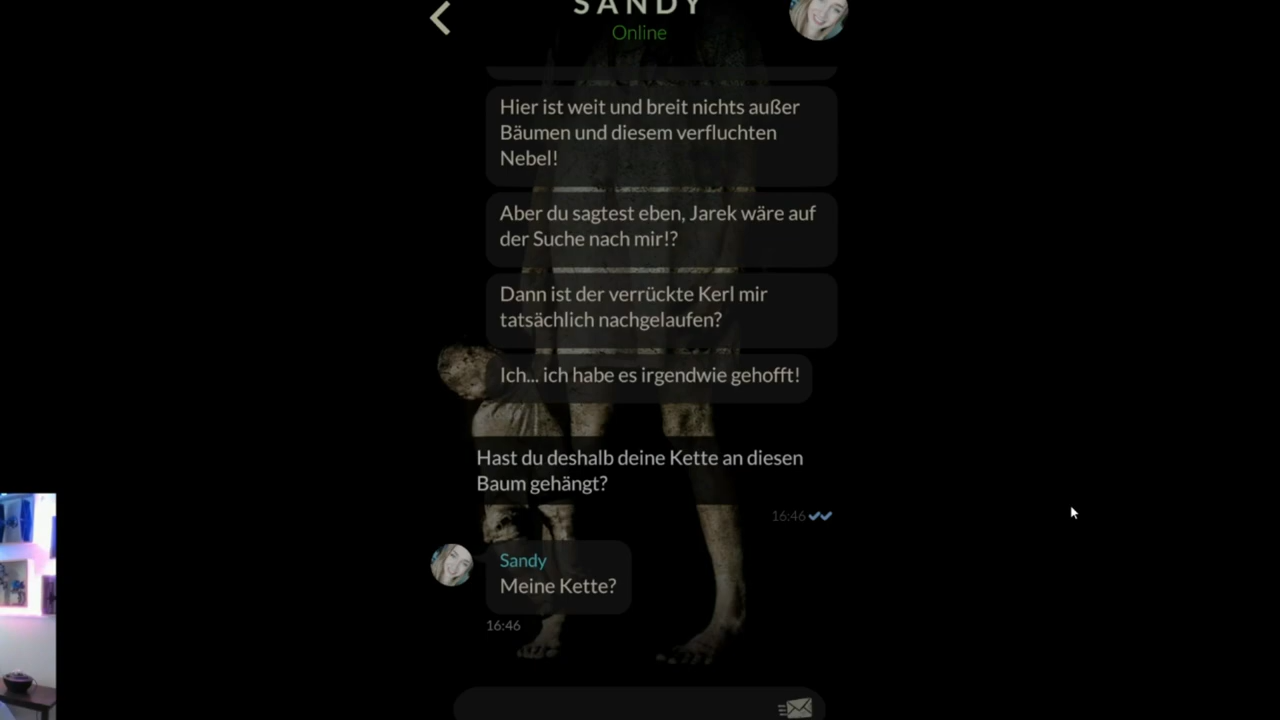 SANDY
Online
Hier ist weit und breit nichts außer
Bäumen und diesem verfluchten
Nebel!
Aber du sagtest eben, Jarek wäre auf
der Suche nach mir!?
Dann ist der verrückte Kerl mir
tatsächlich nachgelaufen?
Ich... ich habe es irgendwie gehofft!
Hast du deshalb deine Kette an diesen
Baum gehängt?
16:46
Sandy
Meine Kette?
16:46